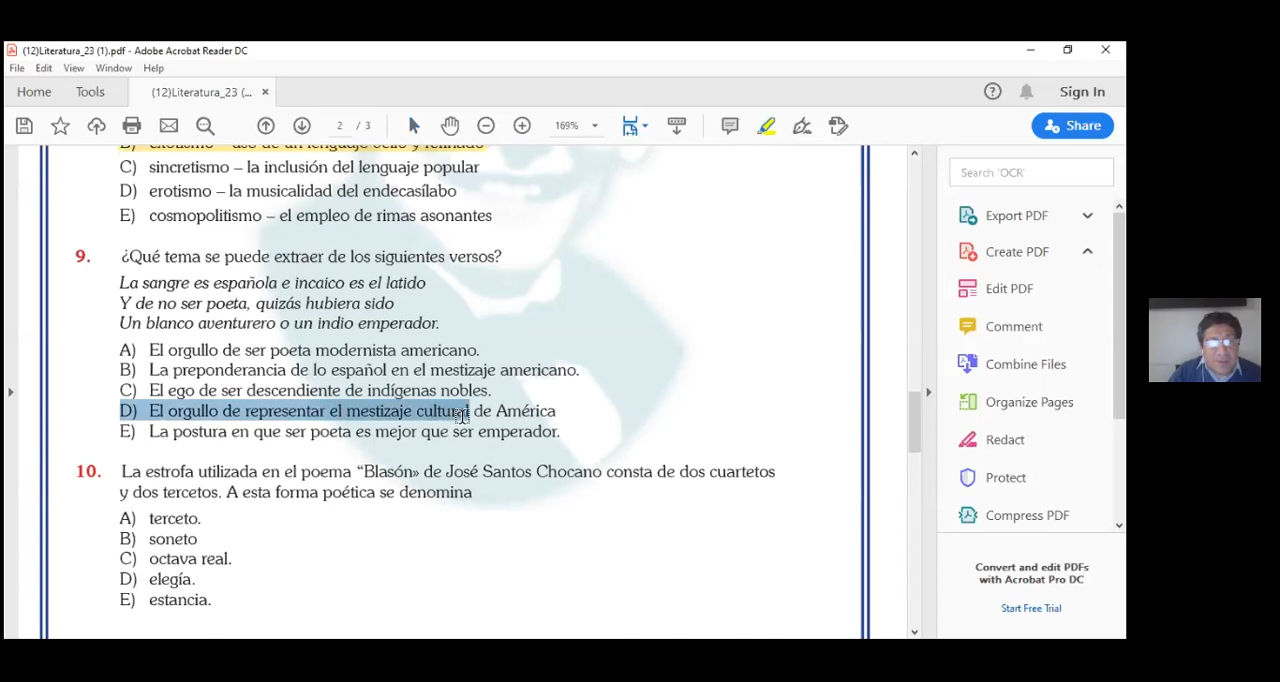 (12)Literatura_23 (1).pdf - Adobe Acrobat Reader DC
File Edit View Window Help
Home Tools (12)Literatura_23 (... ×
Sign In
2 / 3
169%
Share
B) Erotismo – uso de un lenguaje bello y refinado
C) sincretismo – la inclusión del lenguaje popular
D) erotismo – la musicalidad del endecasílabo
E) cosmopolitismo – el empleo de rimas asonantes
9. ¿Qué tema se puede extraer de los siguientes versos?
La sangre es española e incaico es el latido
Y de no ser poeta, quizás hubiera sido
Un blanco aventurero o un indio emperador.
A) El orgullo de ser poeta modernista americano.
B) La preponderancia de lo español en el mestizaje americano.
C) El ego de ser descendiente de indígenas nobles.
D) El orgullo de representar el mestizaje cultural de América
E) La postura en que ser poeta es mejor que ser emperador.
10. La estrofa utilizada en el poema “Blasón» de José Santos Chocano consta de dos cuartetos
y dos tercetos. A esta forma poética se denomina
A) terceto.
B) soneto
C) octava real.
D) elegía.
E) estancia.
Search 'OCR'
Export PDF
Create PDF
Edit PDF
Comment
Combine Files
Organize Pages
Redact
Protect
Compress PDF
Convert and edit PDFs
with Acrobat Pro DC
Start Free Trial